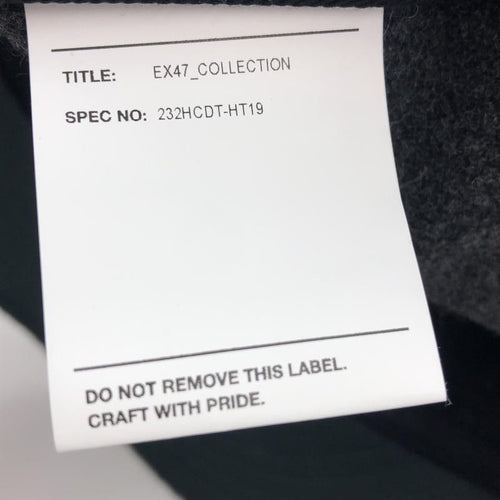 TITLE: EX47_COLLECTION
SPEC NO: 232HCDT-HT19
DO NOT REMOVE THIS LABEL.
CRAFT WITH PRIDE.